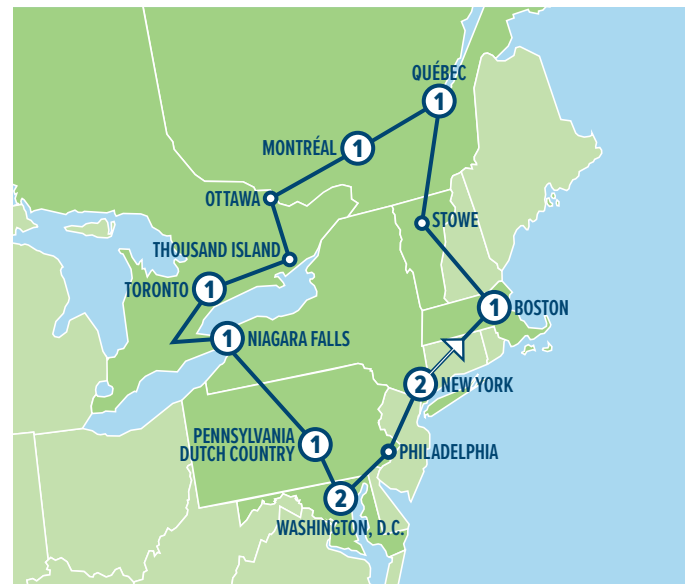 QUÉBEC
1
MONTRÉAL
1
OTTAWA
STOWE
THOUSAND ISLAND
TORONTO
1
1
BOSTON
1
NIAGARA FALLS
2
NEW YORK
PENNSYLVANIA
DUTCH COUNTRY
1
PHILADELPHIA
2
WASHINGTON, D.C.